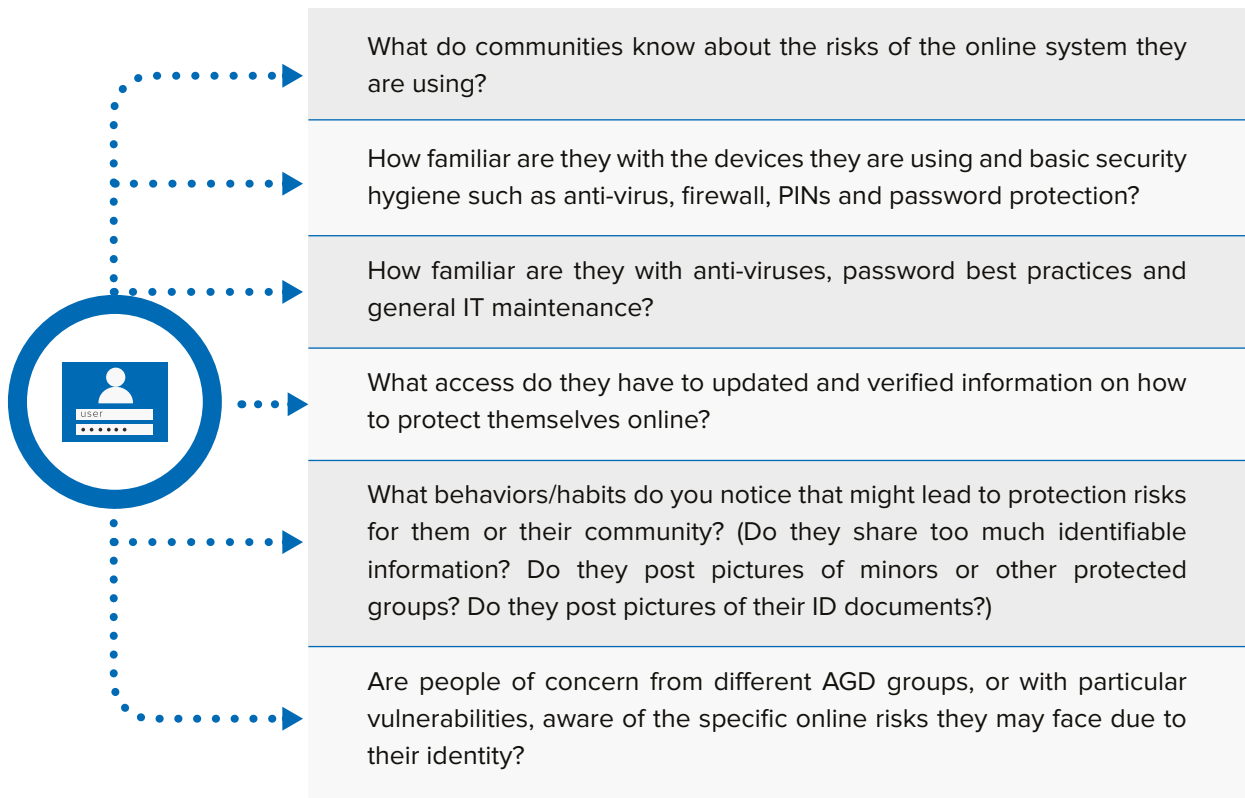 What do communities know about the risks of the online system they
are using?
How familiar are they with the devices they are using and basic security
hygiene such as anti-virus, firewall, PINs and password protection?
How familiar are they with anti-viruses, password best practices and
general IT maintenance?
What access do they have to updated and verified information on how
to protect themselves online?
user
What behaviors/habits do you notice that might lead to protection risks
for them or their community? (Do they share too much identifiable
information? Do they post pictures of minors or other protected
groups? Do they post pictures of their ID documents?)
Are people of concern from different AGD groups, or with particular
vulnerabilities, aware of the specific online risks they may face due to
their identity?